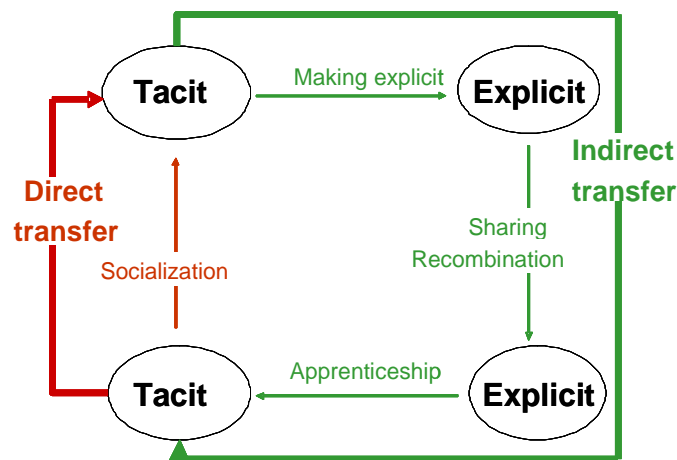 Making explicit
Tacit
Explicit
Indirect
transfer
Direct
transfer
Sharing
Recombination
Socialization
Apprenticeship
Tacit
Explicit